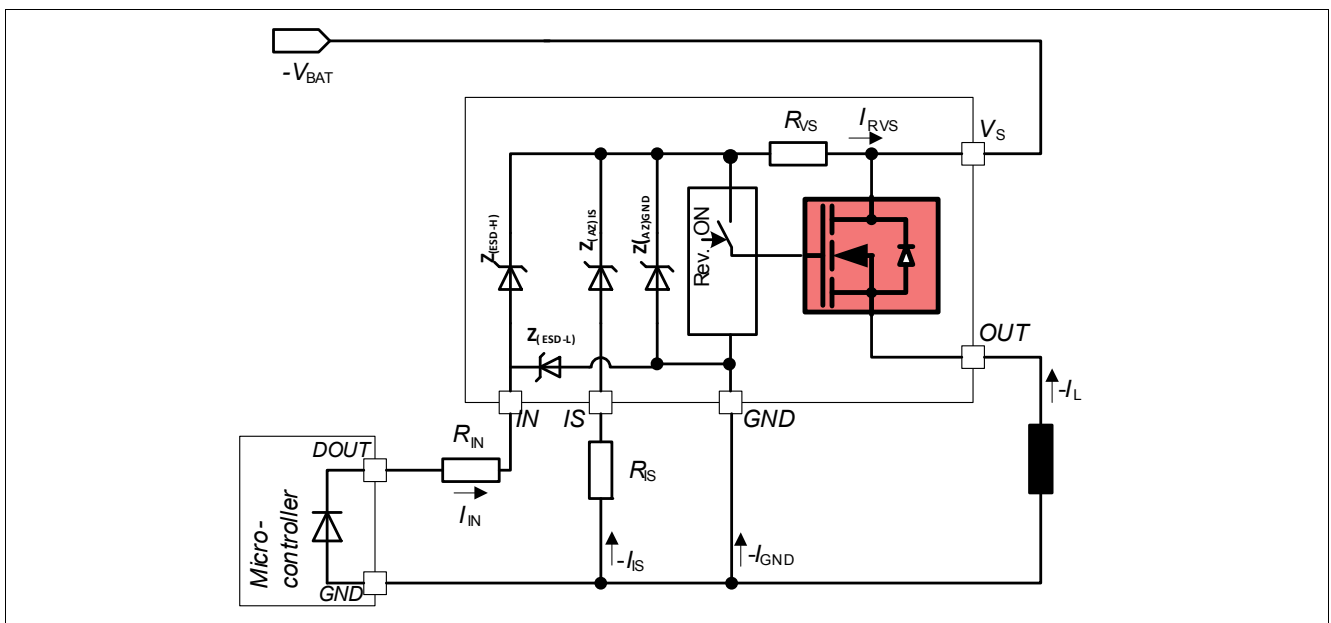 -VBAT
RVS
IRVS
VS
Z(ESD-H)
Z(AZ)IS
Z(AZ)GND
Rev. ON
Z(ESD-L)
OUT
IN
IS
GND
-IL
DOUT
RIN
RIS
IIN
Micro-
controller
-IIS
-IGND
GND